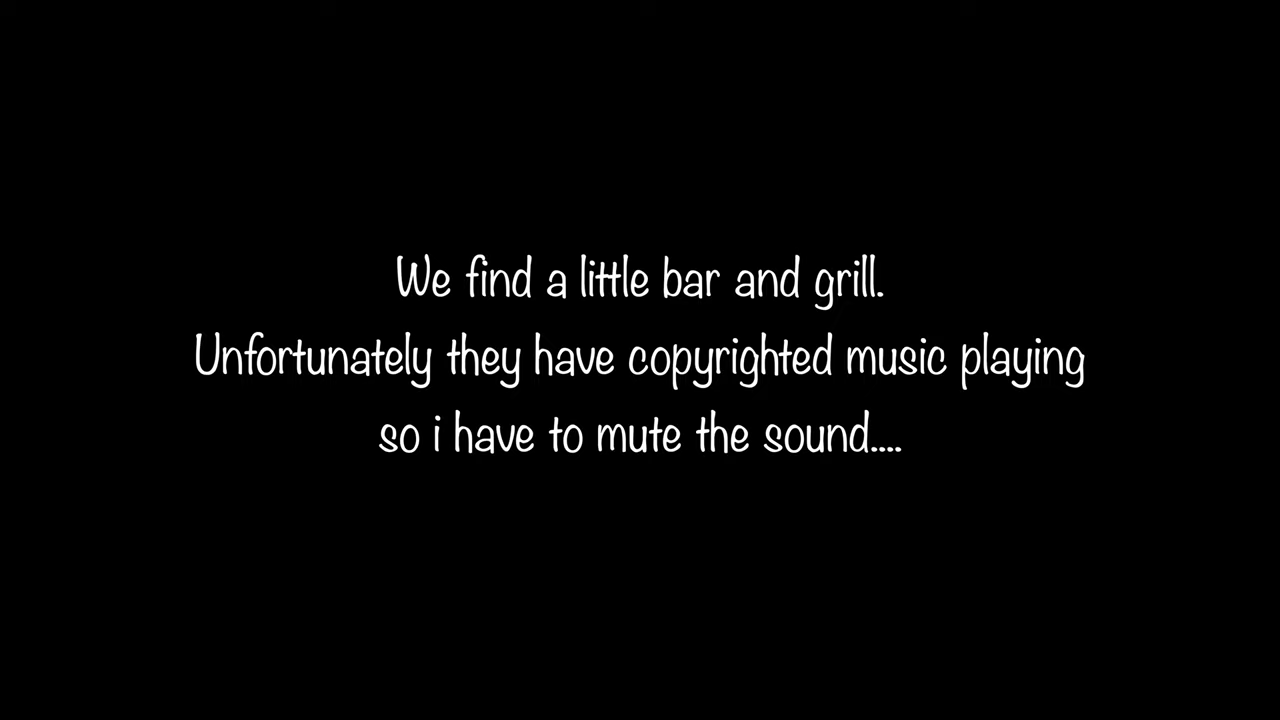 We find a little bar and grill.
Unfortunately they have copyrighted music playing
so i have to mute the sound....